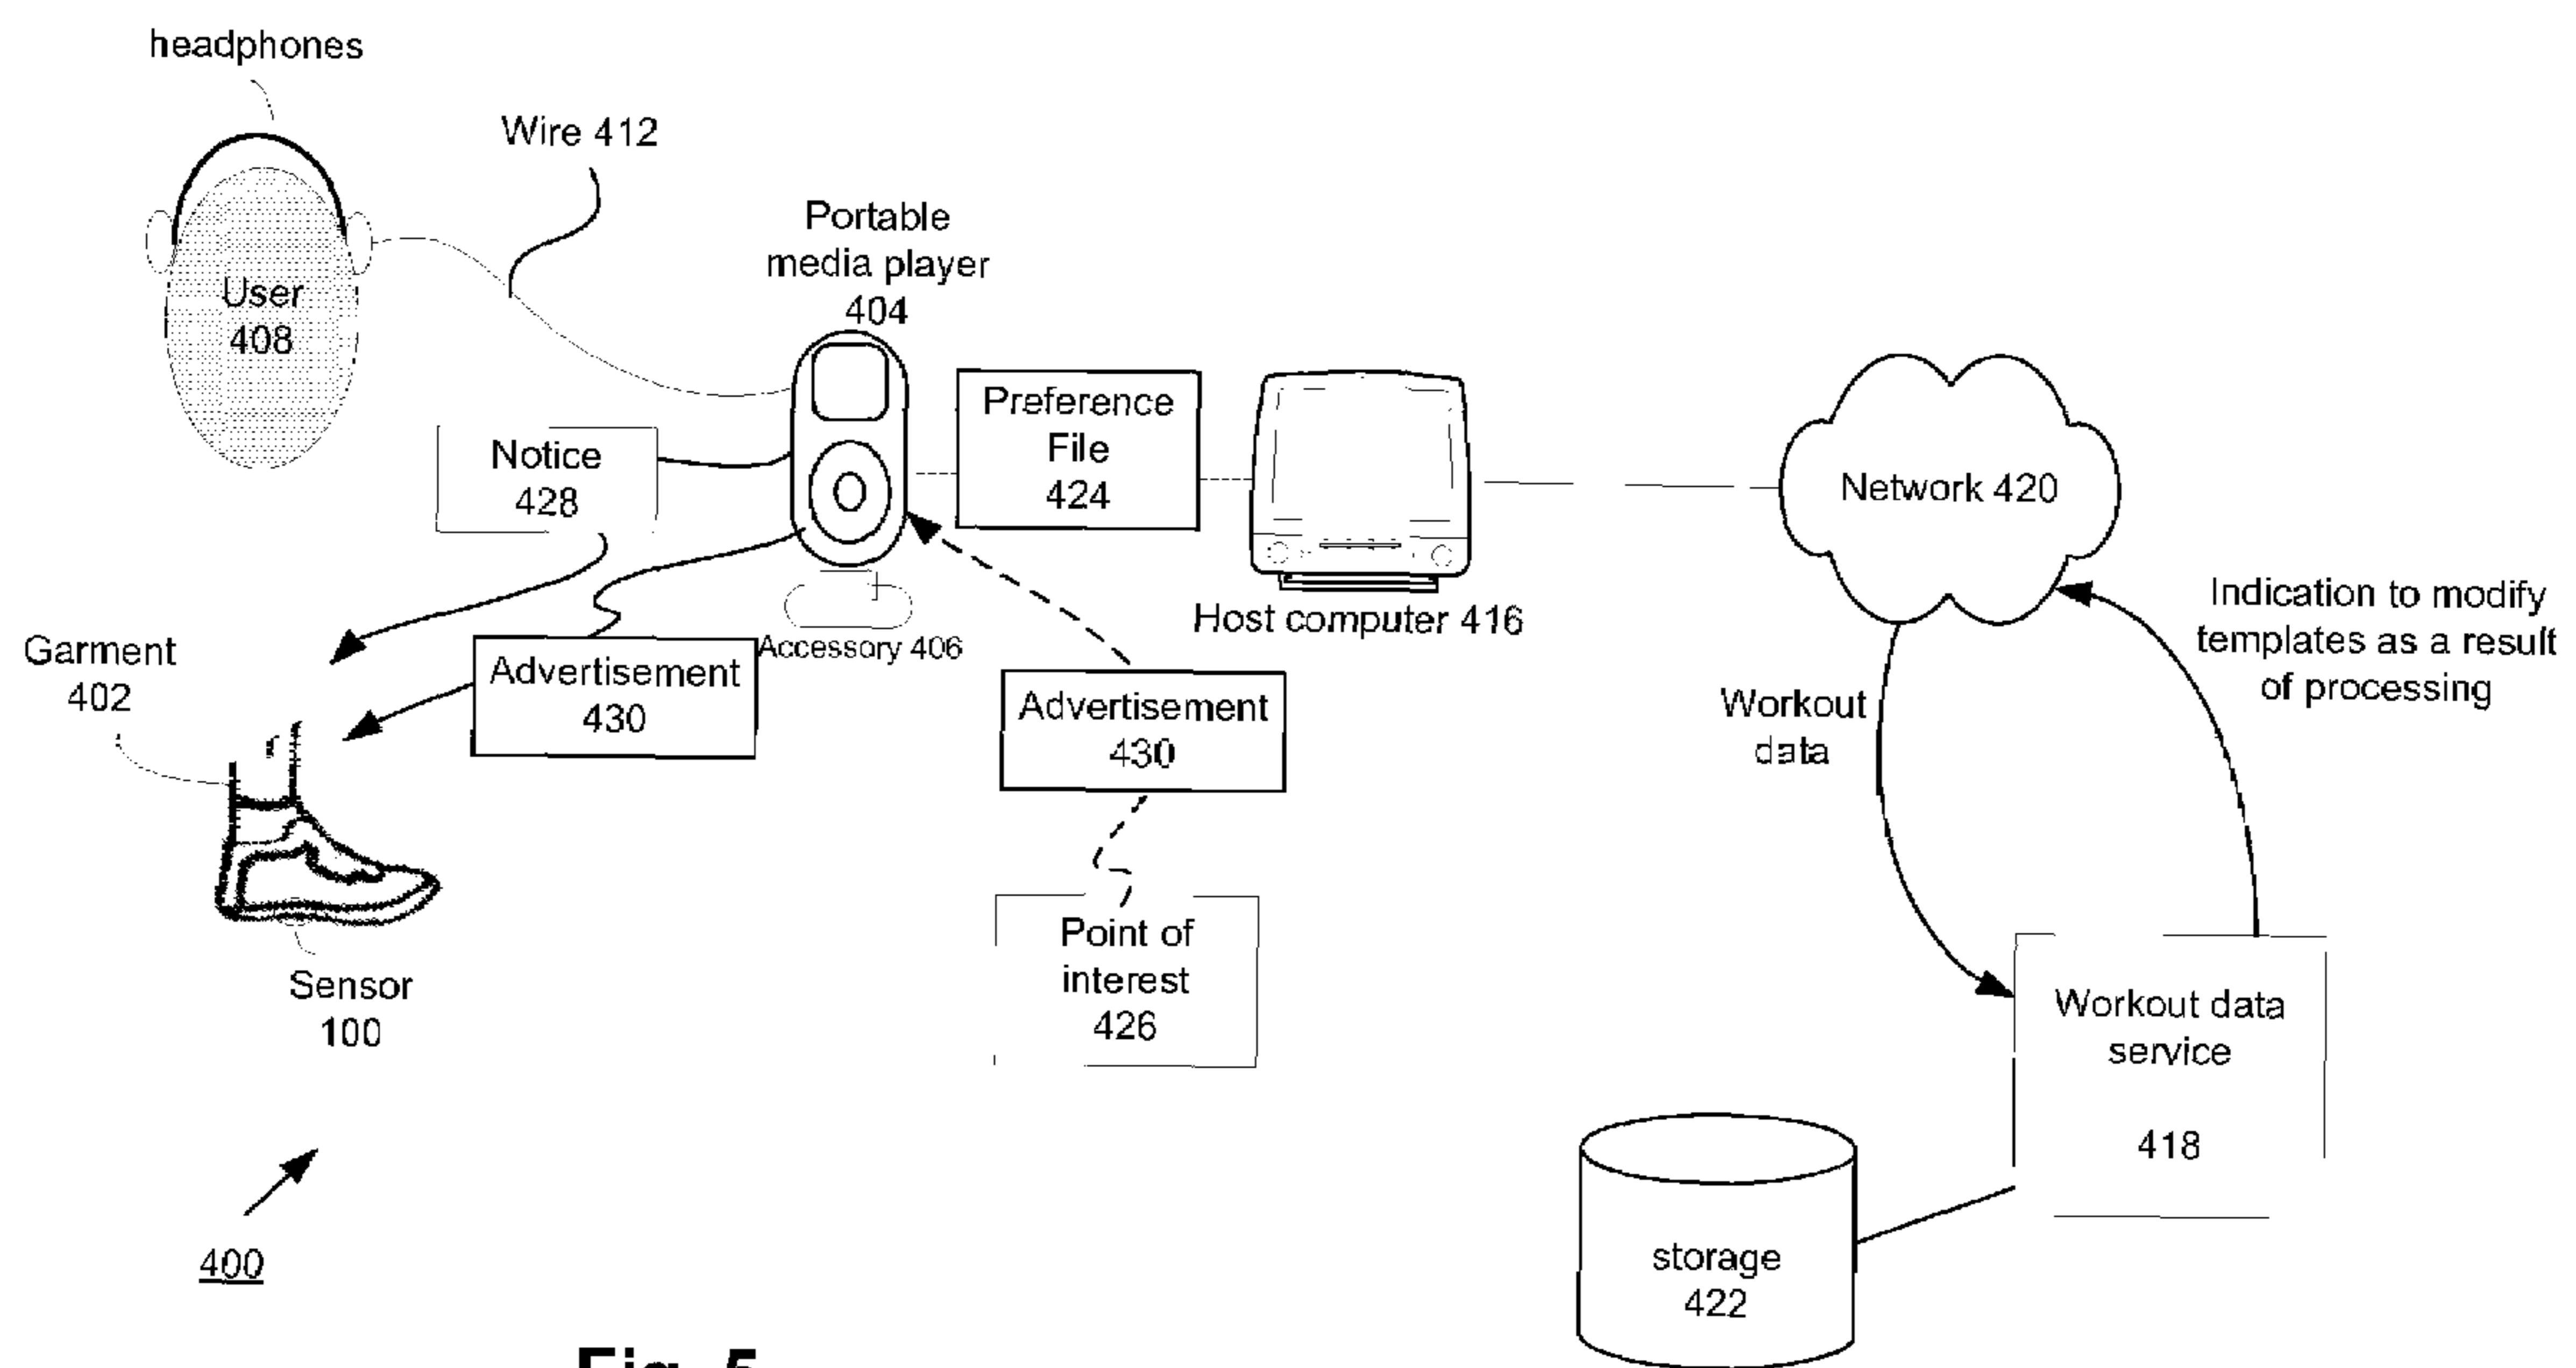 headphones
Wire 412
Portable
media player
404
User
408
Preference
File
424
Notice
428
Network 420
Host computer 416
Accessory 406
Indication to modify
templates as a result
of processing
Garment
402
Advertisement
430
Advertisement
430
Workout
data
Point of
interest
426
Sensor
100
Workout data
service
418
storage
422
400
Fig. 5